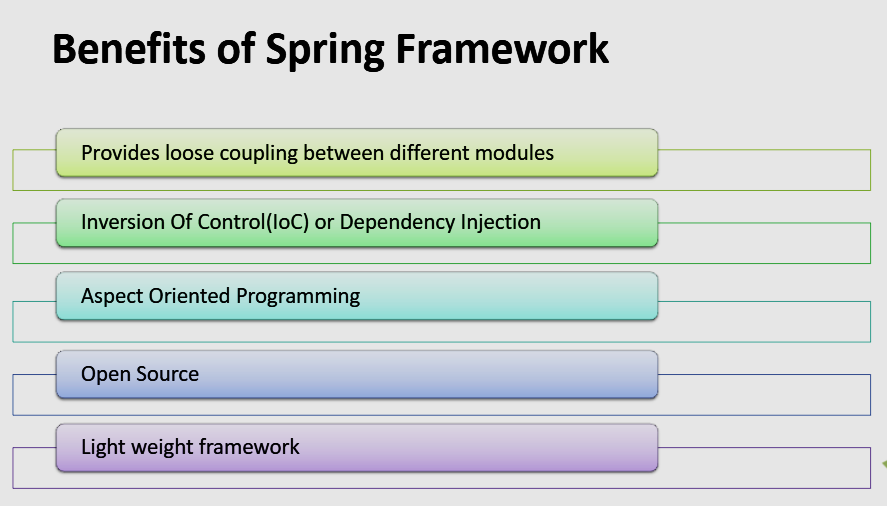 Benefits of Spring Framework
Provides loose coupling between different modules
Inversion Of Control(IoC) or Dependency Injection
Aspect Oriented Programming
Open Source
Light weight framework